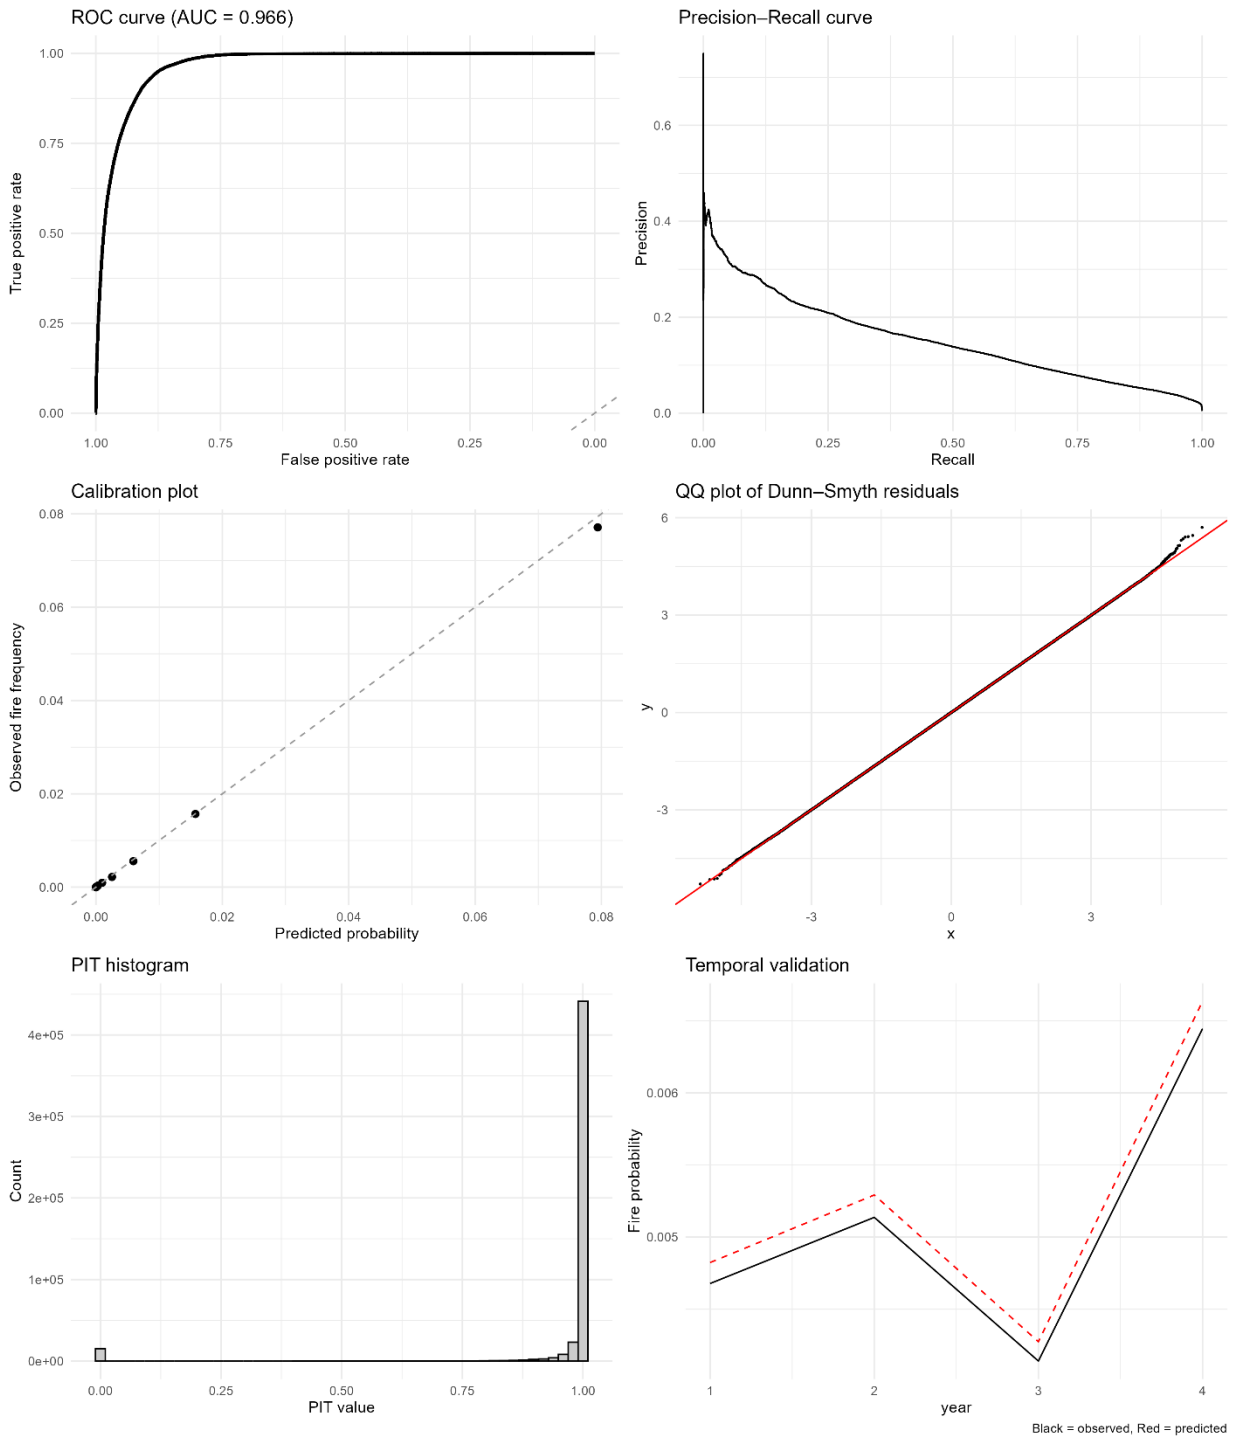 ROC curve (AUC = 0.966)
1.00
0.75
0.50
0.25
0.00
True positive rate
1.00 0.75 0.50 0.25 0.00
False positive rate
Precision–Recall curve
0.6
0.4
0.2
0.0
Precision
0.00 0.25 0.50 0.75 1.00
Recall
Calibration plot
0.08
0.06
0.04
0.02
0.00
Observed fire frequency
0.00 0.02 0.04 0.06 0.08
Predicted probability
QQ plot of Dunn–Smyth residuals
6
3
0
-3
y
-3 0 3
x
PIT histogram
4e+05
3e+05
2e+05
1e+05
0e+00
Count
0.00 0.25 0.50 0.75 1.00
PIT value
Temporal validation
0.006
0.005
Fire probability
1 2 3 4
year
Black = observed, Red = predicted